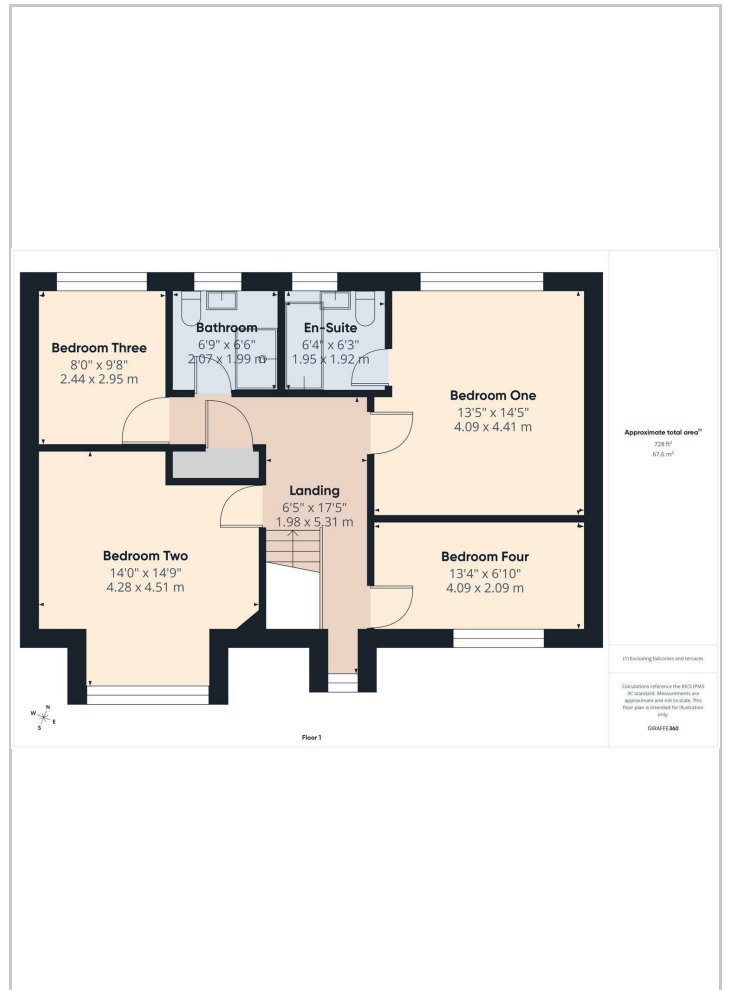 Bedroom Three
8'0" x 9'8"
2.44 x 2.95 m
Bathroom
6'9" x 6'6"
2.07 x 1.99 m
En-Suite
6'4" x 6'3"
1.95 x 1.92 m
Bedroom One
13'5" x 14'5"
4.09 x 4.41 m
Landing
6'5" x 17'5"
1.98 x 5.31 m
Bedroom Two
14'0" x 14'9"
4.28 x 4.51 m
Bedroom Four
13'4" x 6'10"
4.09 x 2.09 m
N
W
E
S
Floor 1
Approximate total area⁽¹⁾
728 ft²
67.6 m²
(1) Excluding balconies and terraces
Calculations reference the RICS IPMS
3C standard. Measurements are
approximate and not to scale. This
floor plan is intended for illustration
only.
GIRAFFE360